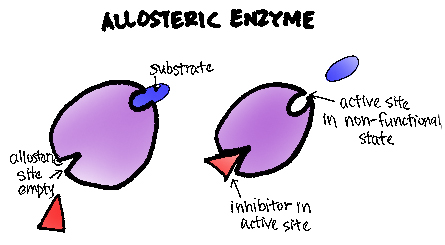 ALLOSTERIC ENZYME
substrate
active site
in non-functional
state
allosteric
site
empty
inhibitor in
active site